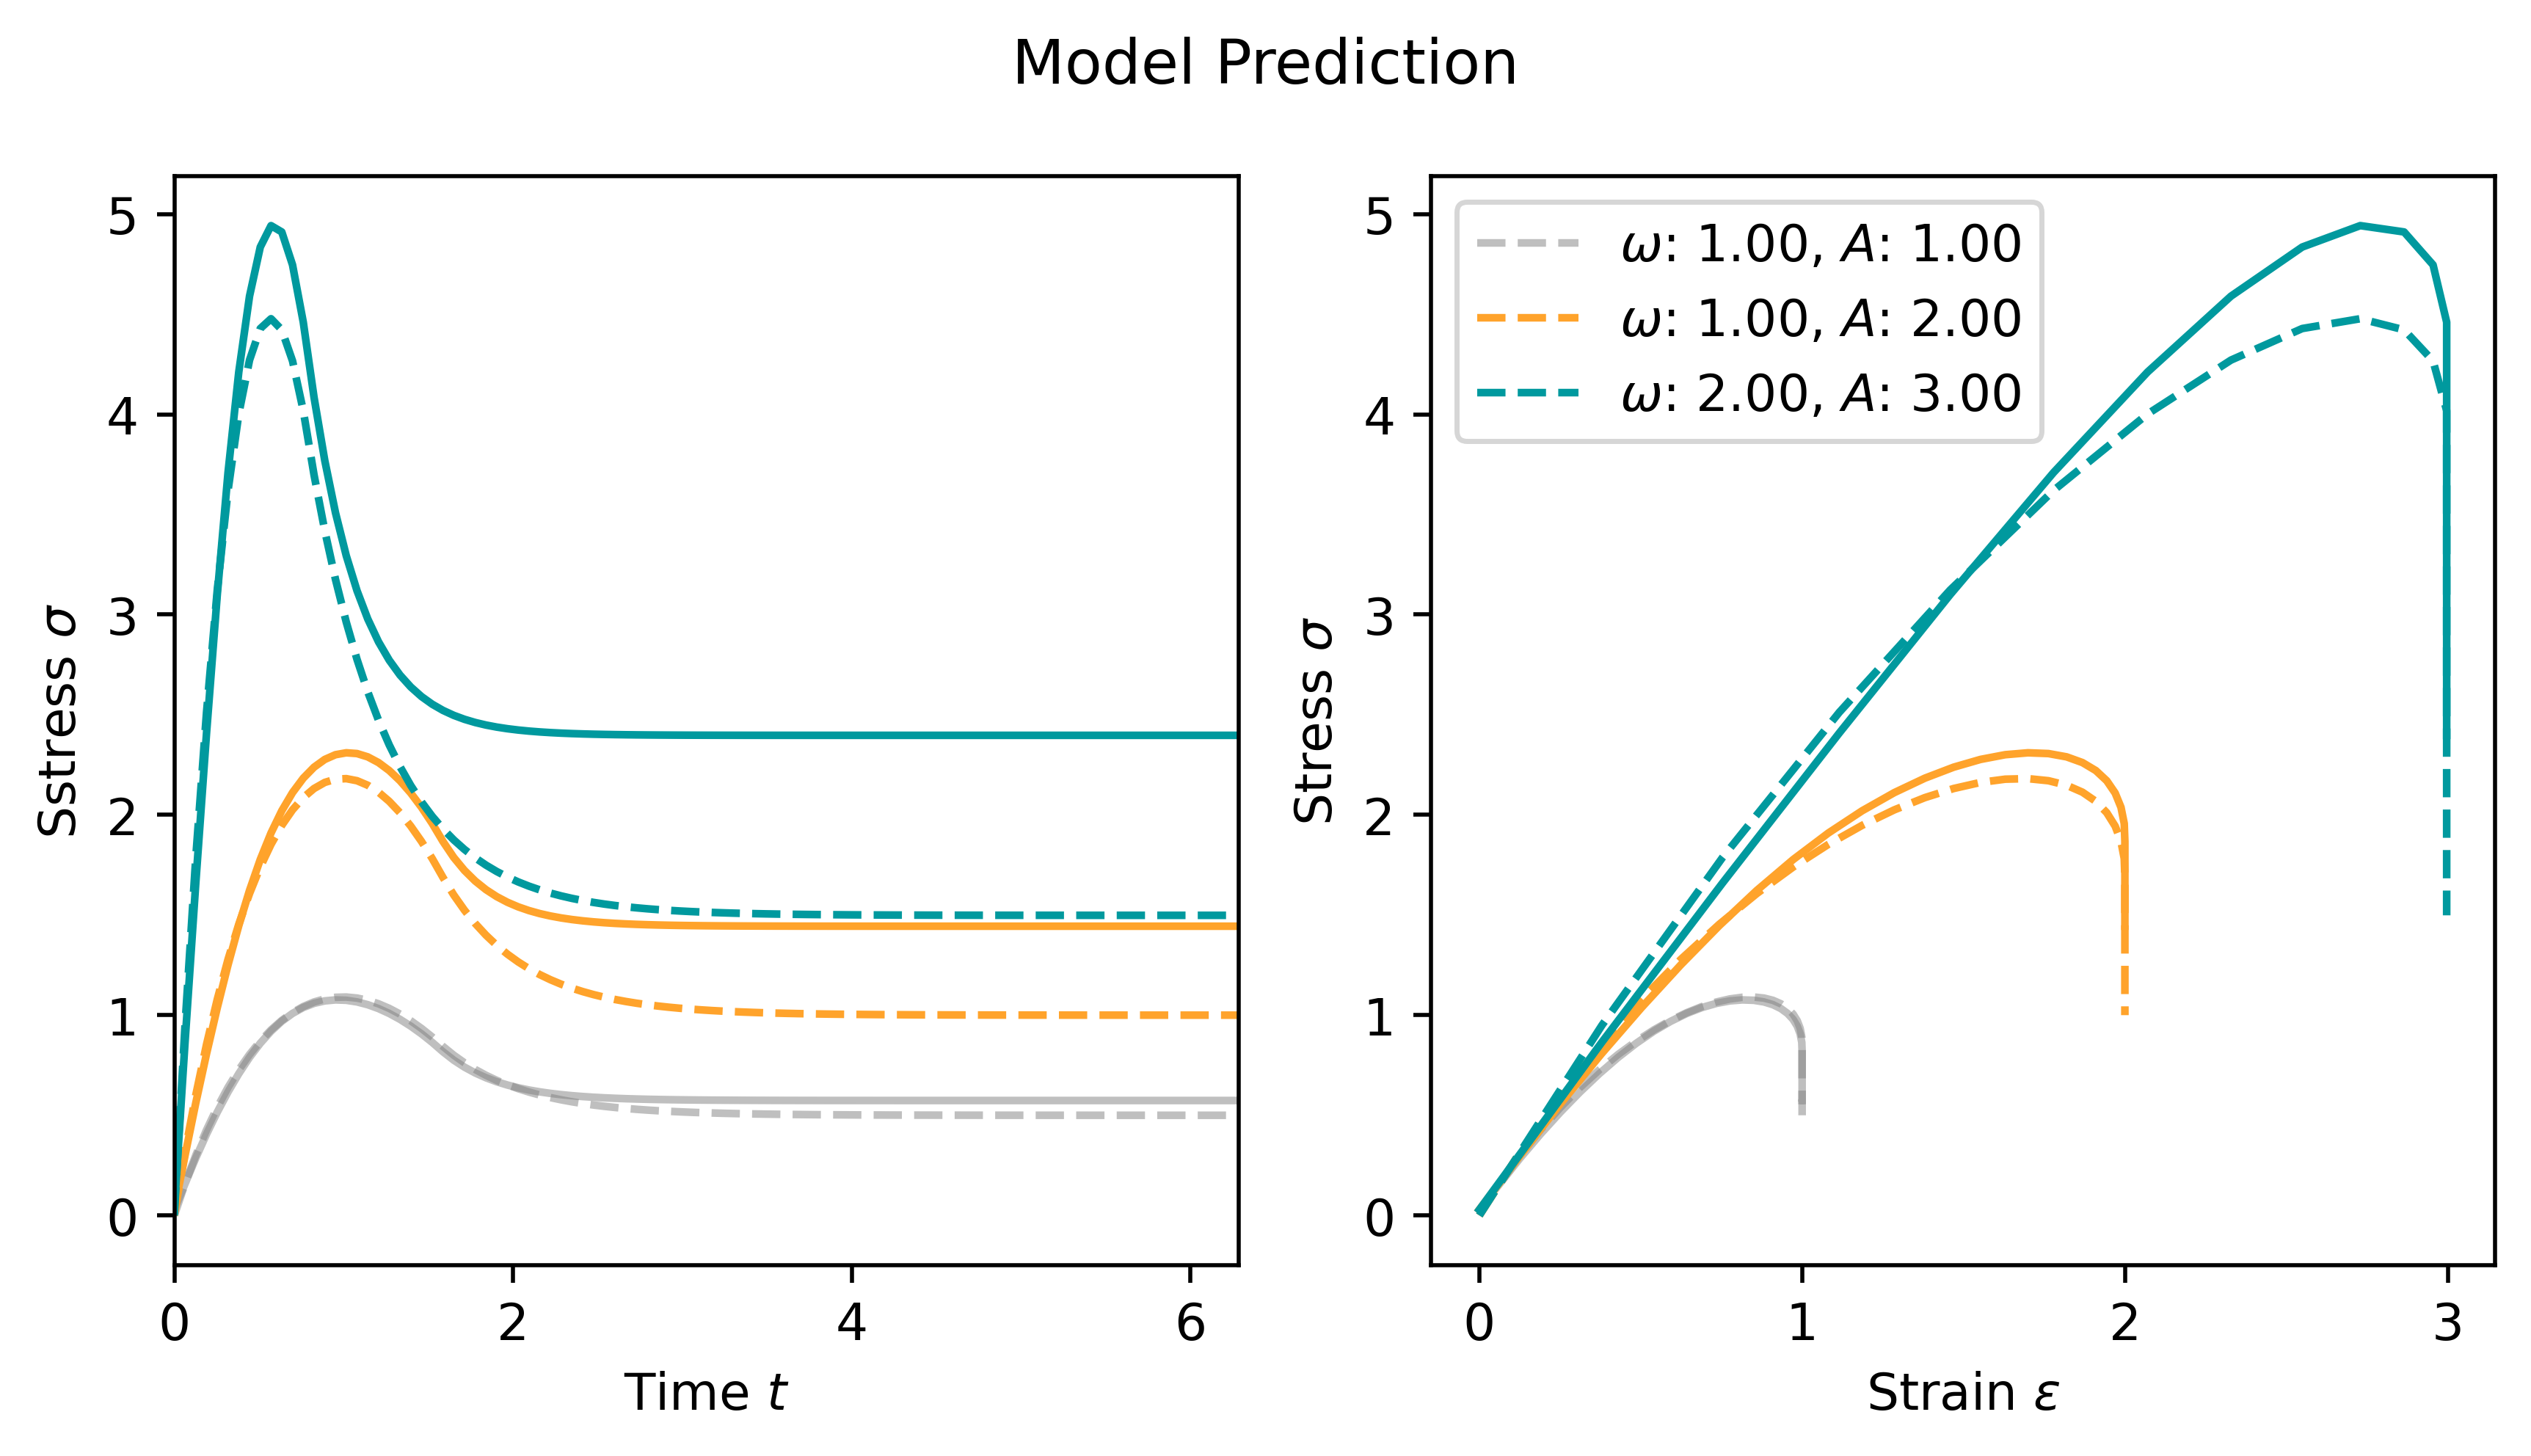 Model Prediction
Sstress σ
5
4
3
2
1
0
0 2 4 6
Time t
Stress σ
5
4
3
2
1
0
ω: 1.00, A: 1.00
ω: 1.00, A: 2.00
ω: 2.00, A: 3.00
0 1 2 3
Strain ε